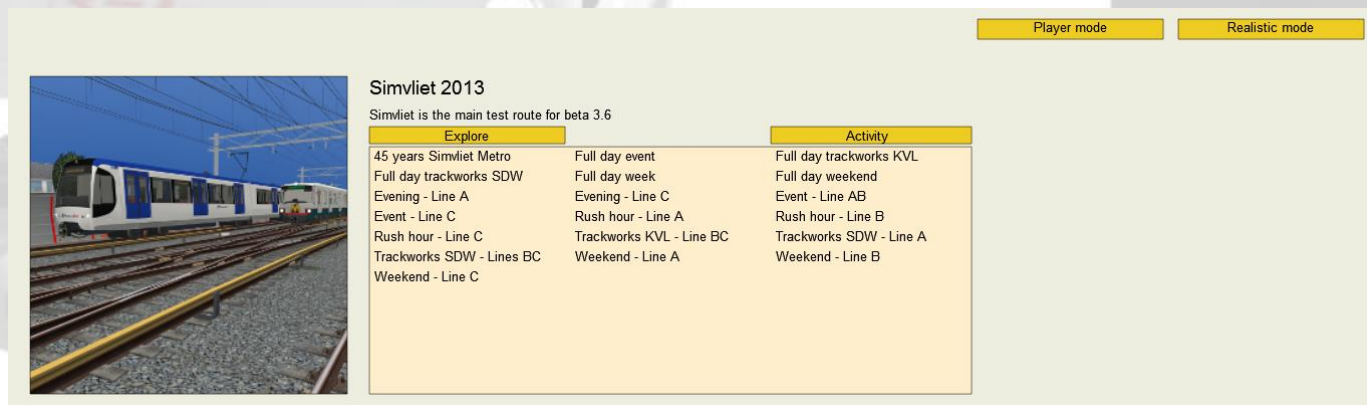 Player mode Realistic mode
Simvliet 2013
Simvliet is the main test route for beta 3.6
Explore Activity
45 years Simvliet Metro Full day event Full day trackworks KVL
Full day trackworks SDW Full day week Full day weekend
Evening - Line A Evening - Line C Event - Line AB
Event - Line C Rush hour - Line A Rush hour - Line B
Rush hour - Line C Trackworks KVL - Line BC Trackworks SDW - Line A
Trackworks SDW - Lines BC Weekend - Line A Weekend - Line B
Weekend - Line C